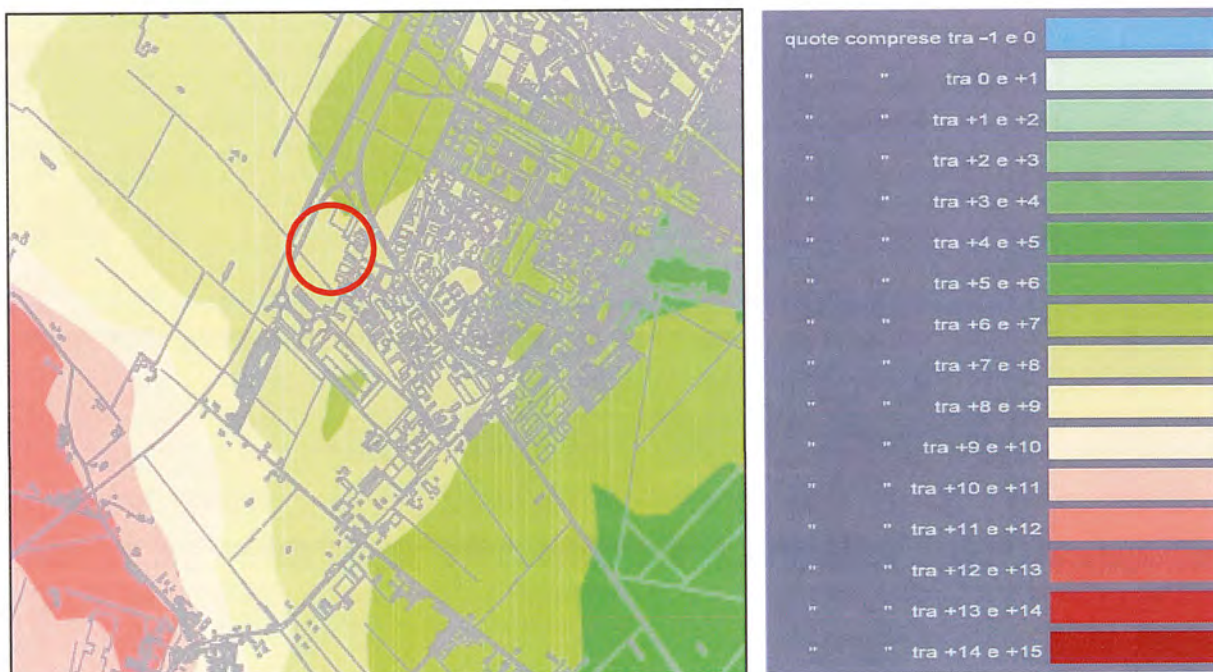 quote comprese tra -1 e 0
" " tra 0 e +1
" " tra +1 e +2
" " tra +2 e +3
" " tra +3 e +4
" " tra +4 e +5
" " tra +5 e +6
" " tra +6 e +7
" " tra +7 e +8
" " tra +8 e +9
" " tra +9 e +10
" " tra +10 e +11
" " tra +11 e +12
" " tra +12 e +13
" " tra +13 e +14
" " tra +14 e +15